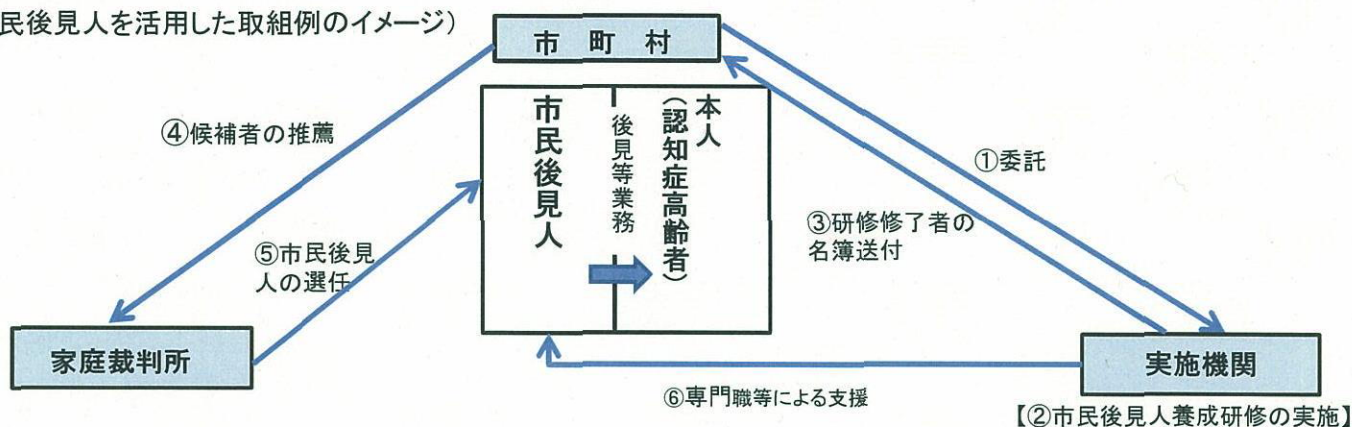 民後見人を活用した取組例のイメージ）
市町村
④候補者の推薦
市民後見人
後見等業務
本人
（認知症高齢者）
①委託
③研修修了者の
名簿送付
⑤市民後見
人の選任
家庭裁判所
実施機関
⑥専門職等による支援
【②市民後見人養成研修の実施】